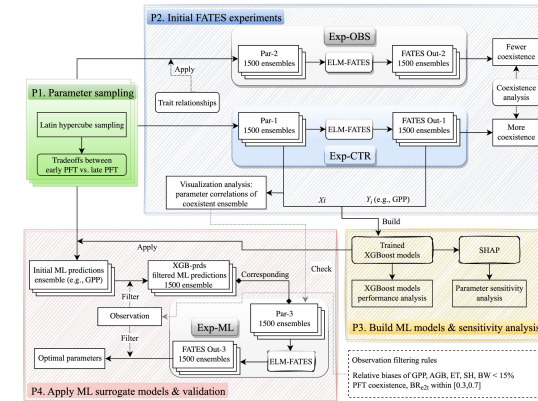 P2. Initial FATES experiments
Exp-OBS
Par-2
1500 ensembles
ELM-FATES
FATES Out-2
1500 ensembles
Fewer
coexistence
Apply
Trait relationships
Coexistence
analysis
P1. Parameter sampling
Latin hypercube sampling
Tradeoffs between
early PFT vs. late PFT
Par-1
1500 ensembles
ELM-FATES
FATES Out-1
1500 ensembles
More
coexistence
Exp-CTR
Visualization analysis:
parameter correlations of
coexistent ensemble
Xi
Yi (e.g., GPP)
Build
Apply
Trained
XGBoost models
SHAP
XGBoost models
performance analysis
Parameter sensitivity
analysis
P3. Build ML models & sensitivity analysis
Initial ML predictions
ensemble (e.g., GPP)
XGB-prds
filtered ML predictions
1500 ensemble
Corresponding
Check
Filter
Observation
Filter
Par-3
1500 ensembles
Exp-ML
FATES Out-3
1500 ensembles
ELM-FATES
Optimal parameters
P4. Apply ML surrogate models & validation
Observation filtering rules
Relative biases of GPP, AGB, ET, SH, BW < 15%
PFT coexistence, BRe2t within [0.3,0.7]